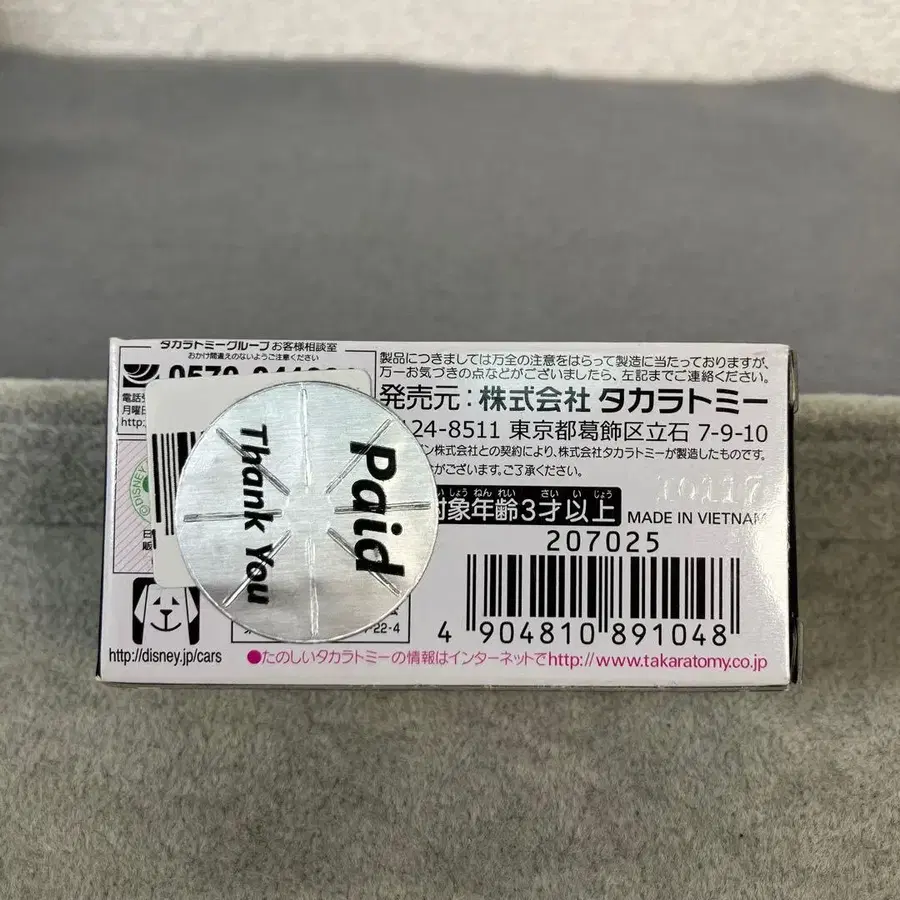 タカラトミーグループお客様相談室
おかけ間違えのないようご注意ください
製品につきましては万全の注意をはらって製造に当たっておりますが、
万一お気づきの点などがございましたら、左記までご連絡ください。
発売元:株式会社 タカラトミー
24-8511 東京都葛飾区立石 7-9-10
株式会社との契約により、株式会社タカラトミーが製造したものです。
がございます。ご了承ください。
対象年齢3才以上
MADE IN VIETNAM
207025
4 904810 891048
Paid
Thank You
©DISNEY
22-4
http://disney.jp/cars
●たのしいタカラトミーの情報はインターネットでhttp://www.takaratomy.co.jp